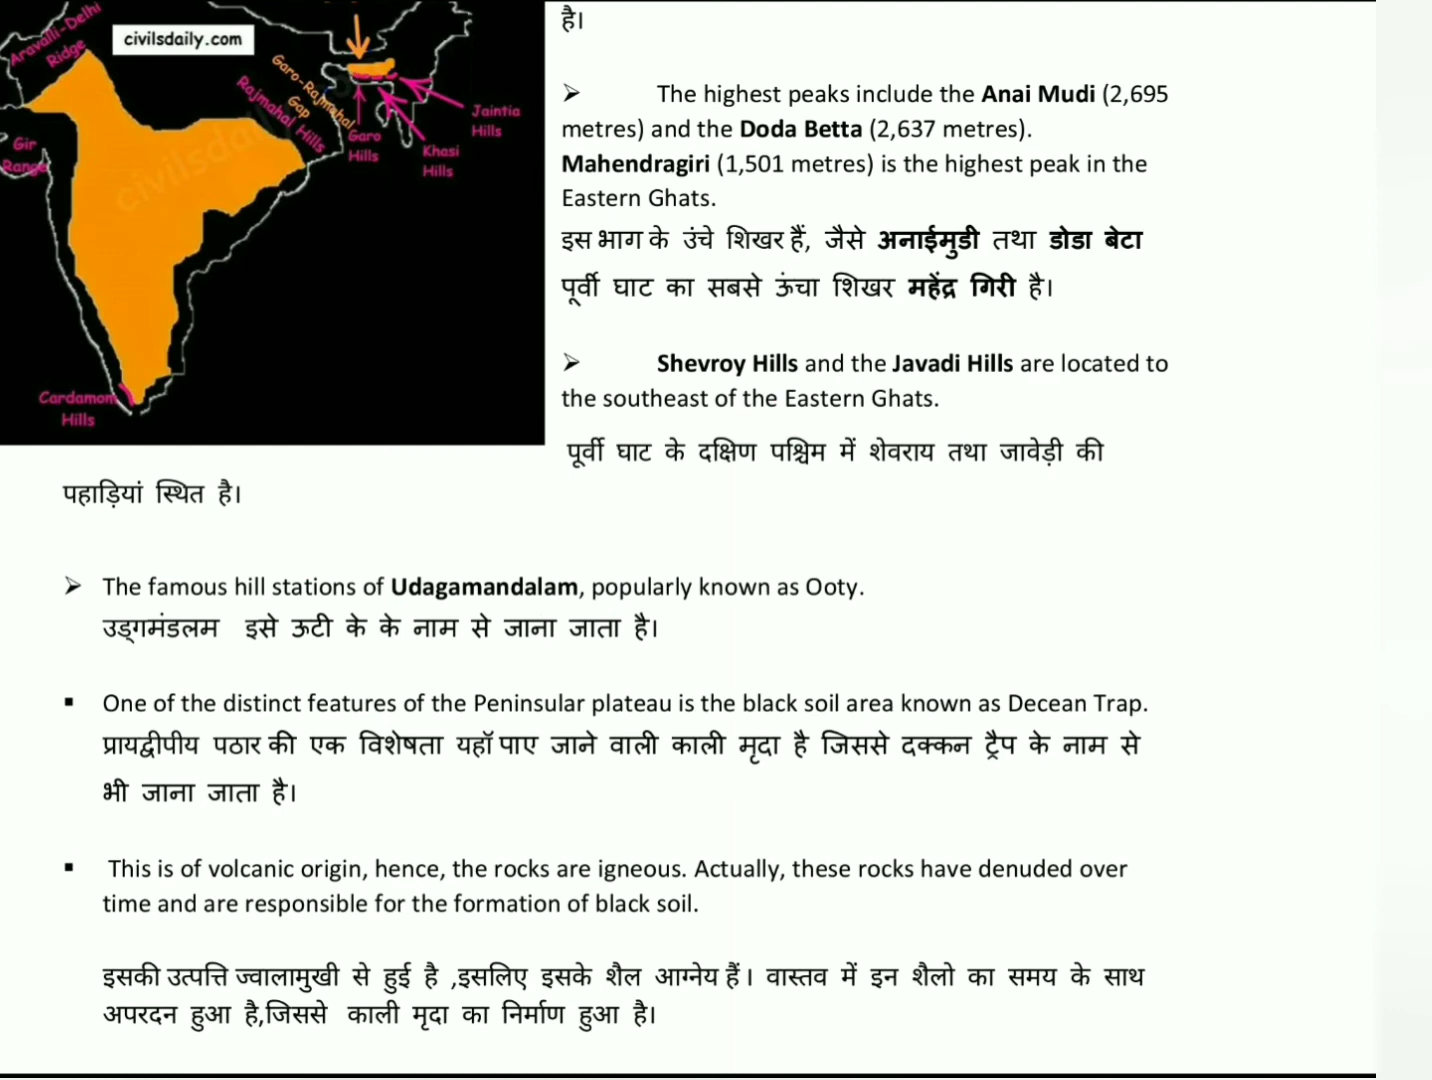 Aravalli-Delhi
Ridge
civilsdaily.com
Garo-Rajmahal
Gap
Rajmahal Hills
Garo
Hills
Khasi
Hills
Jaintia
Hills
Gir
Range
civilsda
Cardamom
Hills
है।
➢ The highest peaks include the Anai Mudi (2,695
metres) and the Doda Betta (2,637 metres).
Mahendragiri (1,501 metres) is the highest peak in the
Eastern Ghats.
इस भाग के उंचे शिखर हैं, जैसे अनाईमुडी तथा डोडा बेटा
पूर्वी घाट का सबसे ऊंचा शिखर महेंद्र गिरी है।
➢ Shevroy Hills and the Javadi Hills are located to
the southeast of the Eastern Ghats.
पूर्वी घाट के दक्षिण पश्चिम में शेवराय तथा जावेड़ी की
पहाड़ियां स्थित है।
➢ The famous hill stations of Udagamandalam, popularly known as Ooty.
उड्गमंडलम इसे ऊटी के के नाम से जाना जाता है।
▪ One of the distinct features of the Peninsular plateau is the black soil area known as Decean Trap.
प्रायद्वीपीय पठार की एक विशेषता यहॉ पाए जाने वाली काली मृदा है जिससे दक्कन ट्रैप के नाम से
भी जाना जाता है।
▪ This is of volcanic origin, hence, the rocks are igneous. Actually, these rocks have denuded over
time and are responsible for the formation of black soil.
इसकी उत्पत्ति ज्वालामुखी से हुई है ,इसलिए इसके शैल आग्नेय हैं। वास्तव में इन शैलो का समय के साथ
अपरदन हुआ है,जिससे काली मृदा का निर्माण हुआ है।